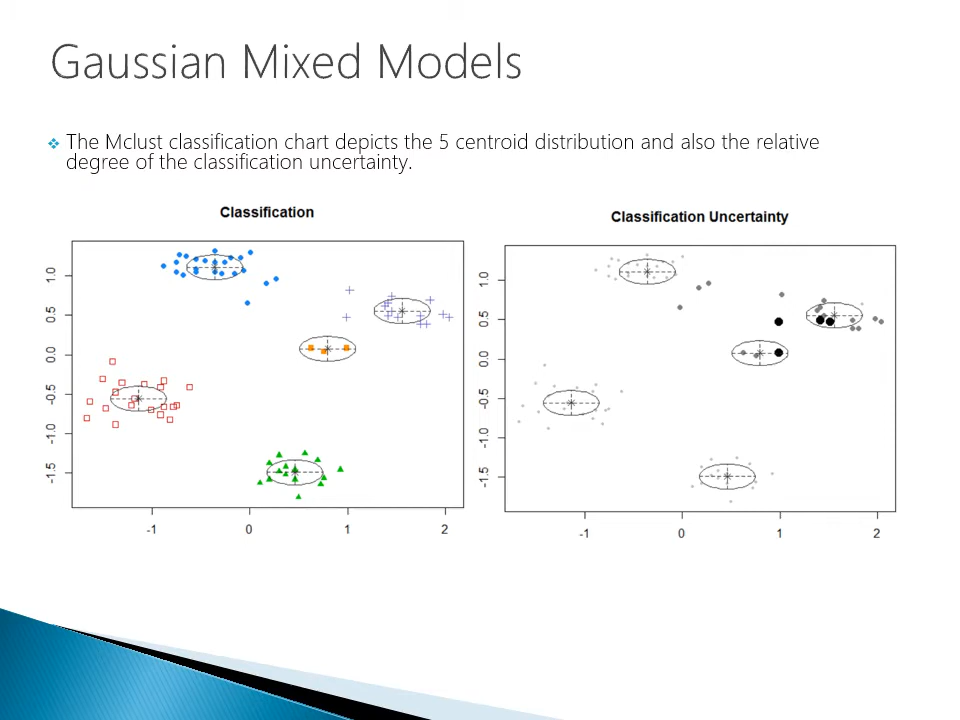 Gaussian Mixed Models
❖ The Mclust classification chart depicts the 5 centroid distribution and also the relative
degree of the classification uncertainty.
Classification
1.0
0.5
0.0
-0.5
-1.0
-1.5
-1 0 1 2
Classification Uncertainty
1.0
0.5
0.0
-0.5
-1.0
-1.5
-1 0 1 2